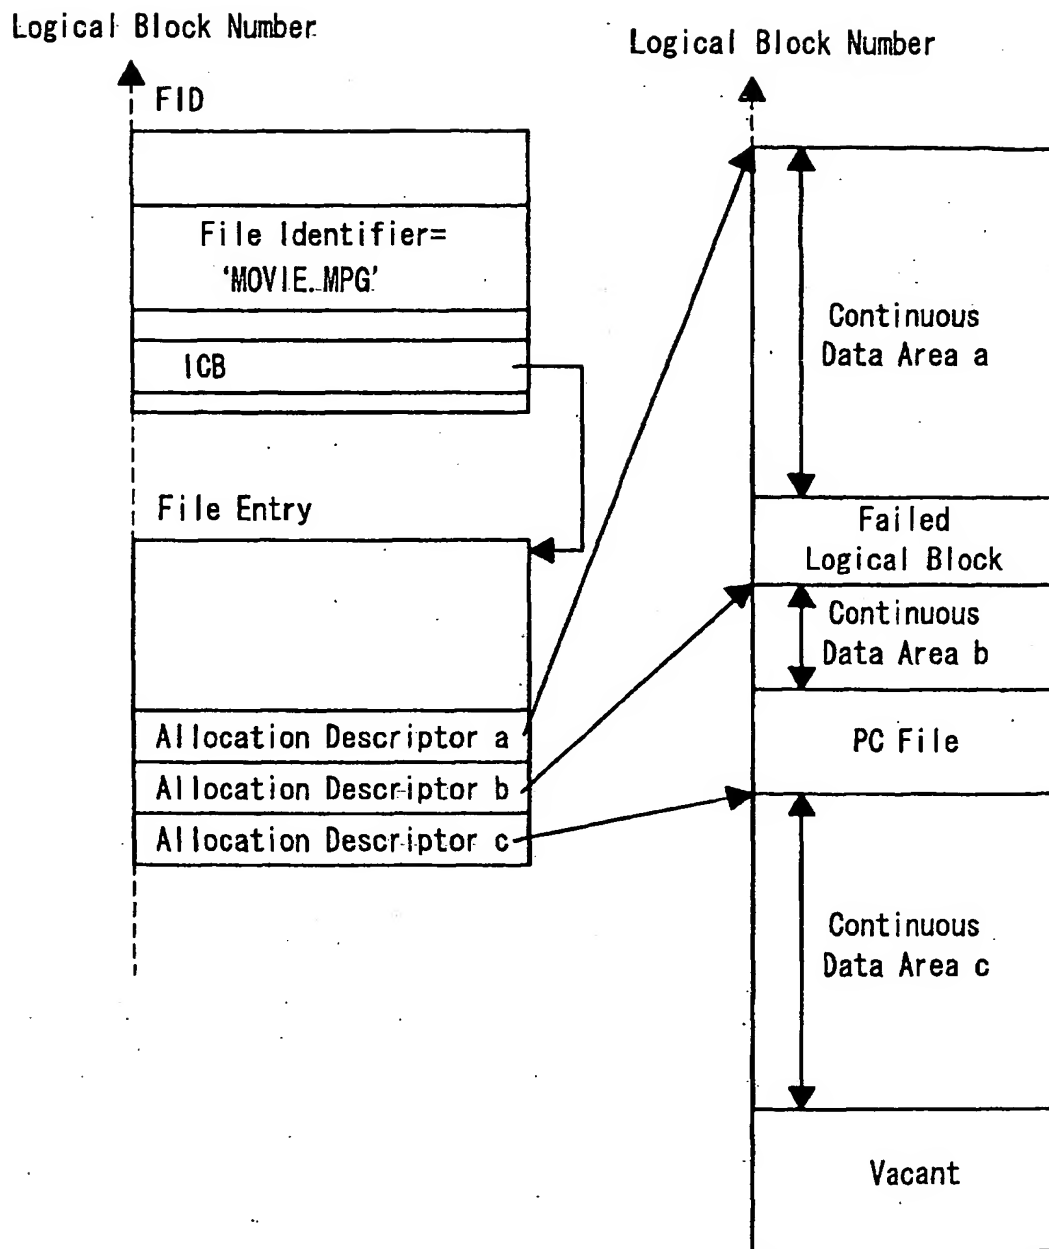 Logical Block Number
FID
File Identifier=
'MOVIE.MPG'
ICB
File Entry
Allocation Descriptor a
Allocation Descriptor b
Allocation Descriptor c
Logical Block Number
Continuous
Data Area a
Failed
Logical Block
Continuous
Data Area b
PC File
Continuous
Data Area c
Vacant